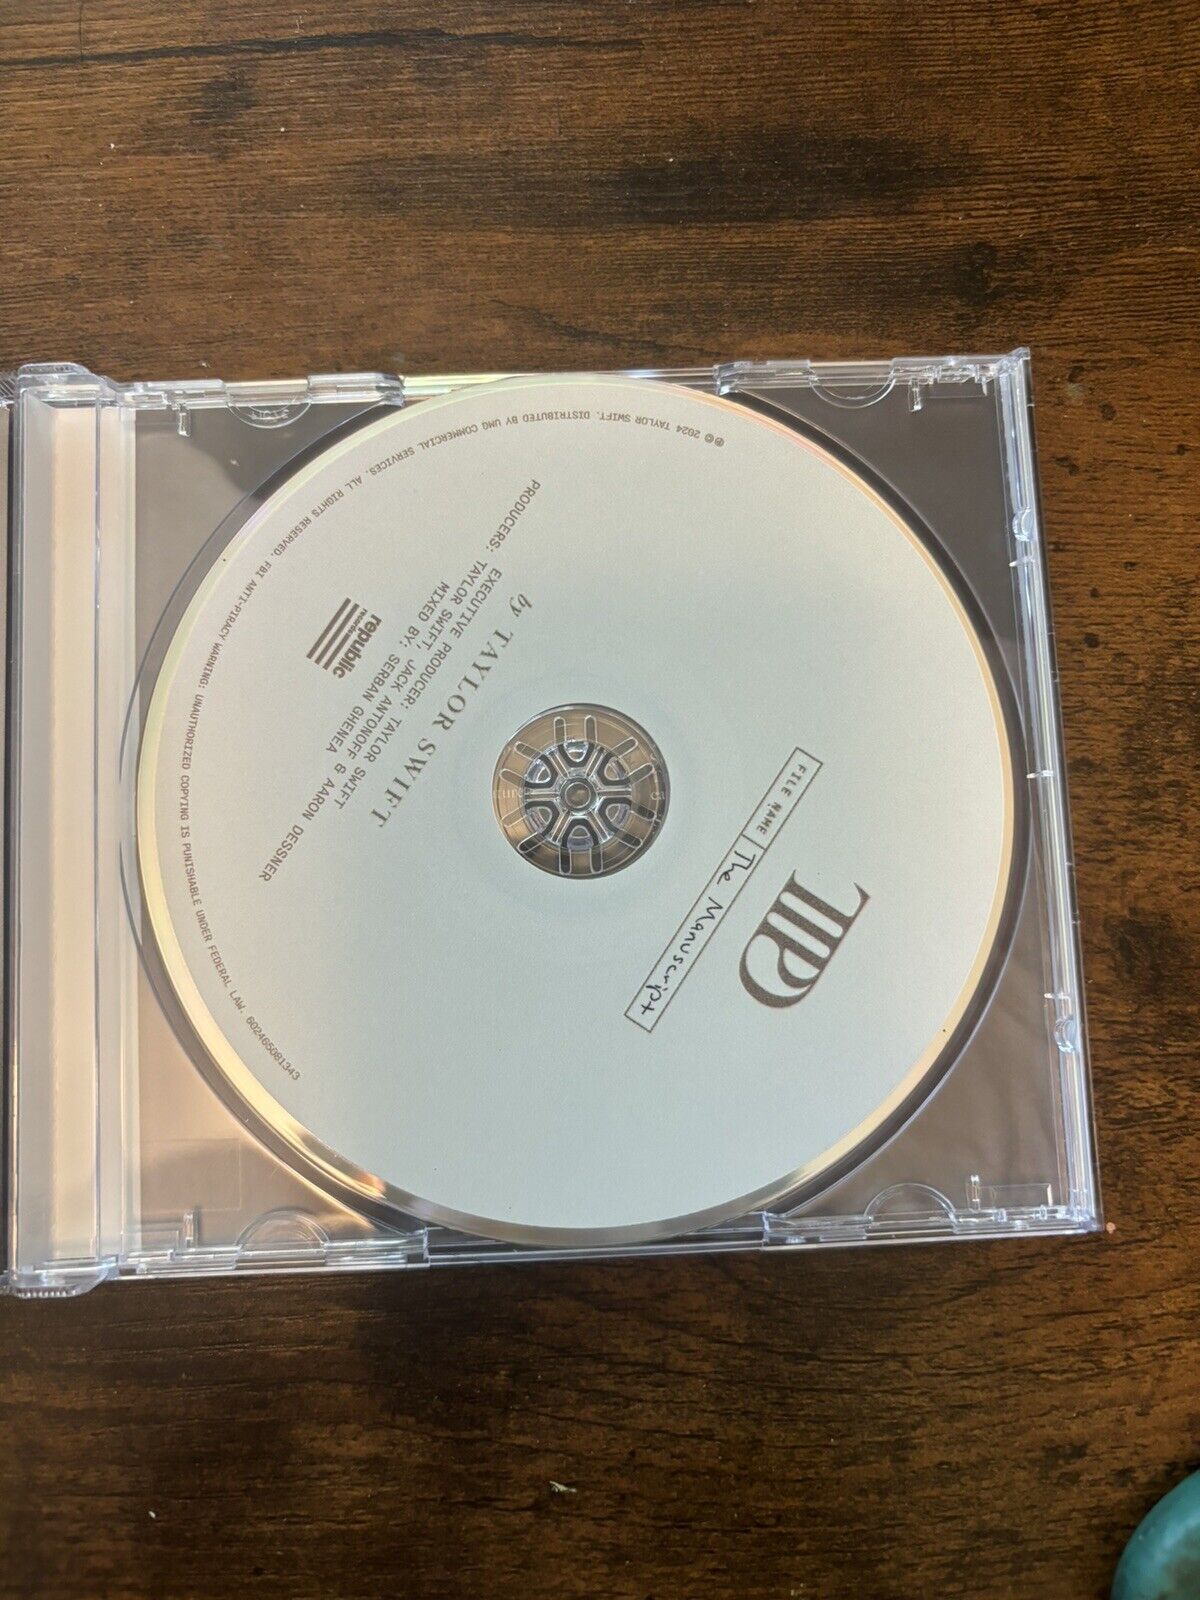 TTPD
FILE NAME The Manuscript
by TAYLOR SWIFT
EXECUTIVE PRODUCER: TAYLOR SWIFT
PRODUCERS: TAYLOR SWIFT, JACK ANTONOFF & AARON DESSNER
MIXED BY: SERBAN GHENEA
republic
records
℗© 2024 TAYLOR SWIFT. DISTRIBUTED BY UMG COMMERCIAL SERVICES. ALL RIGHTS RESERVED. FBI ANTI-PIRACY WARNING: UNAUTHORIZED COPYING IS PUNISHABLE UNDER FEDERAL LAW. 602465081343